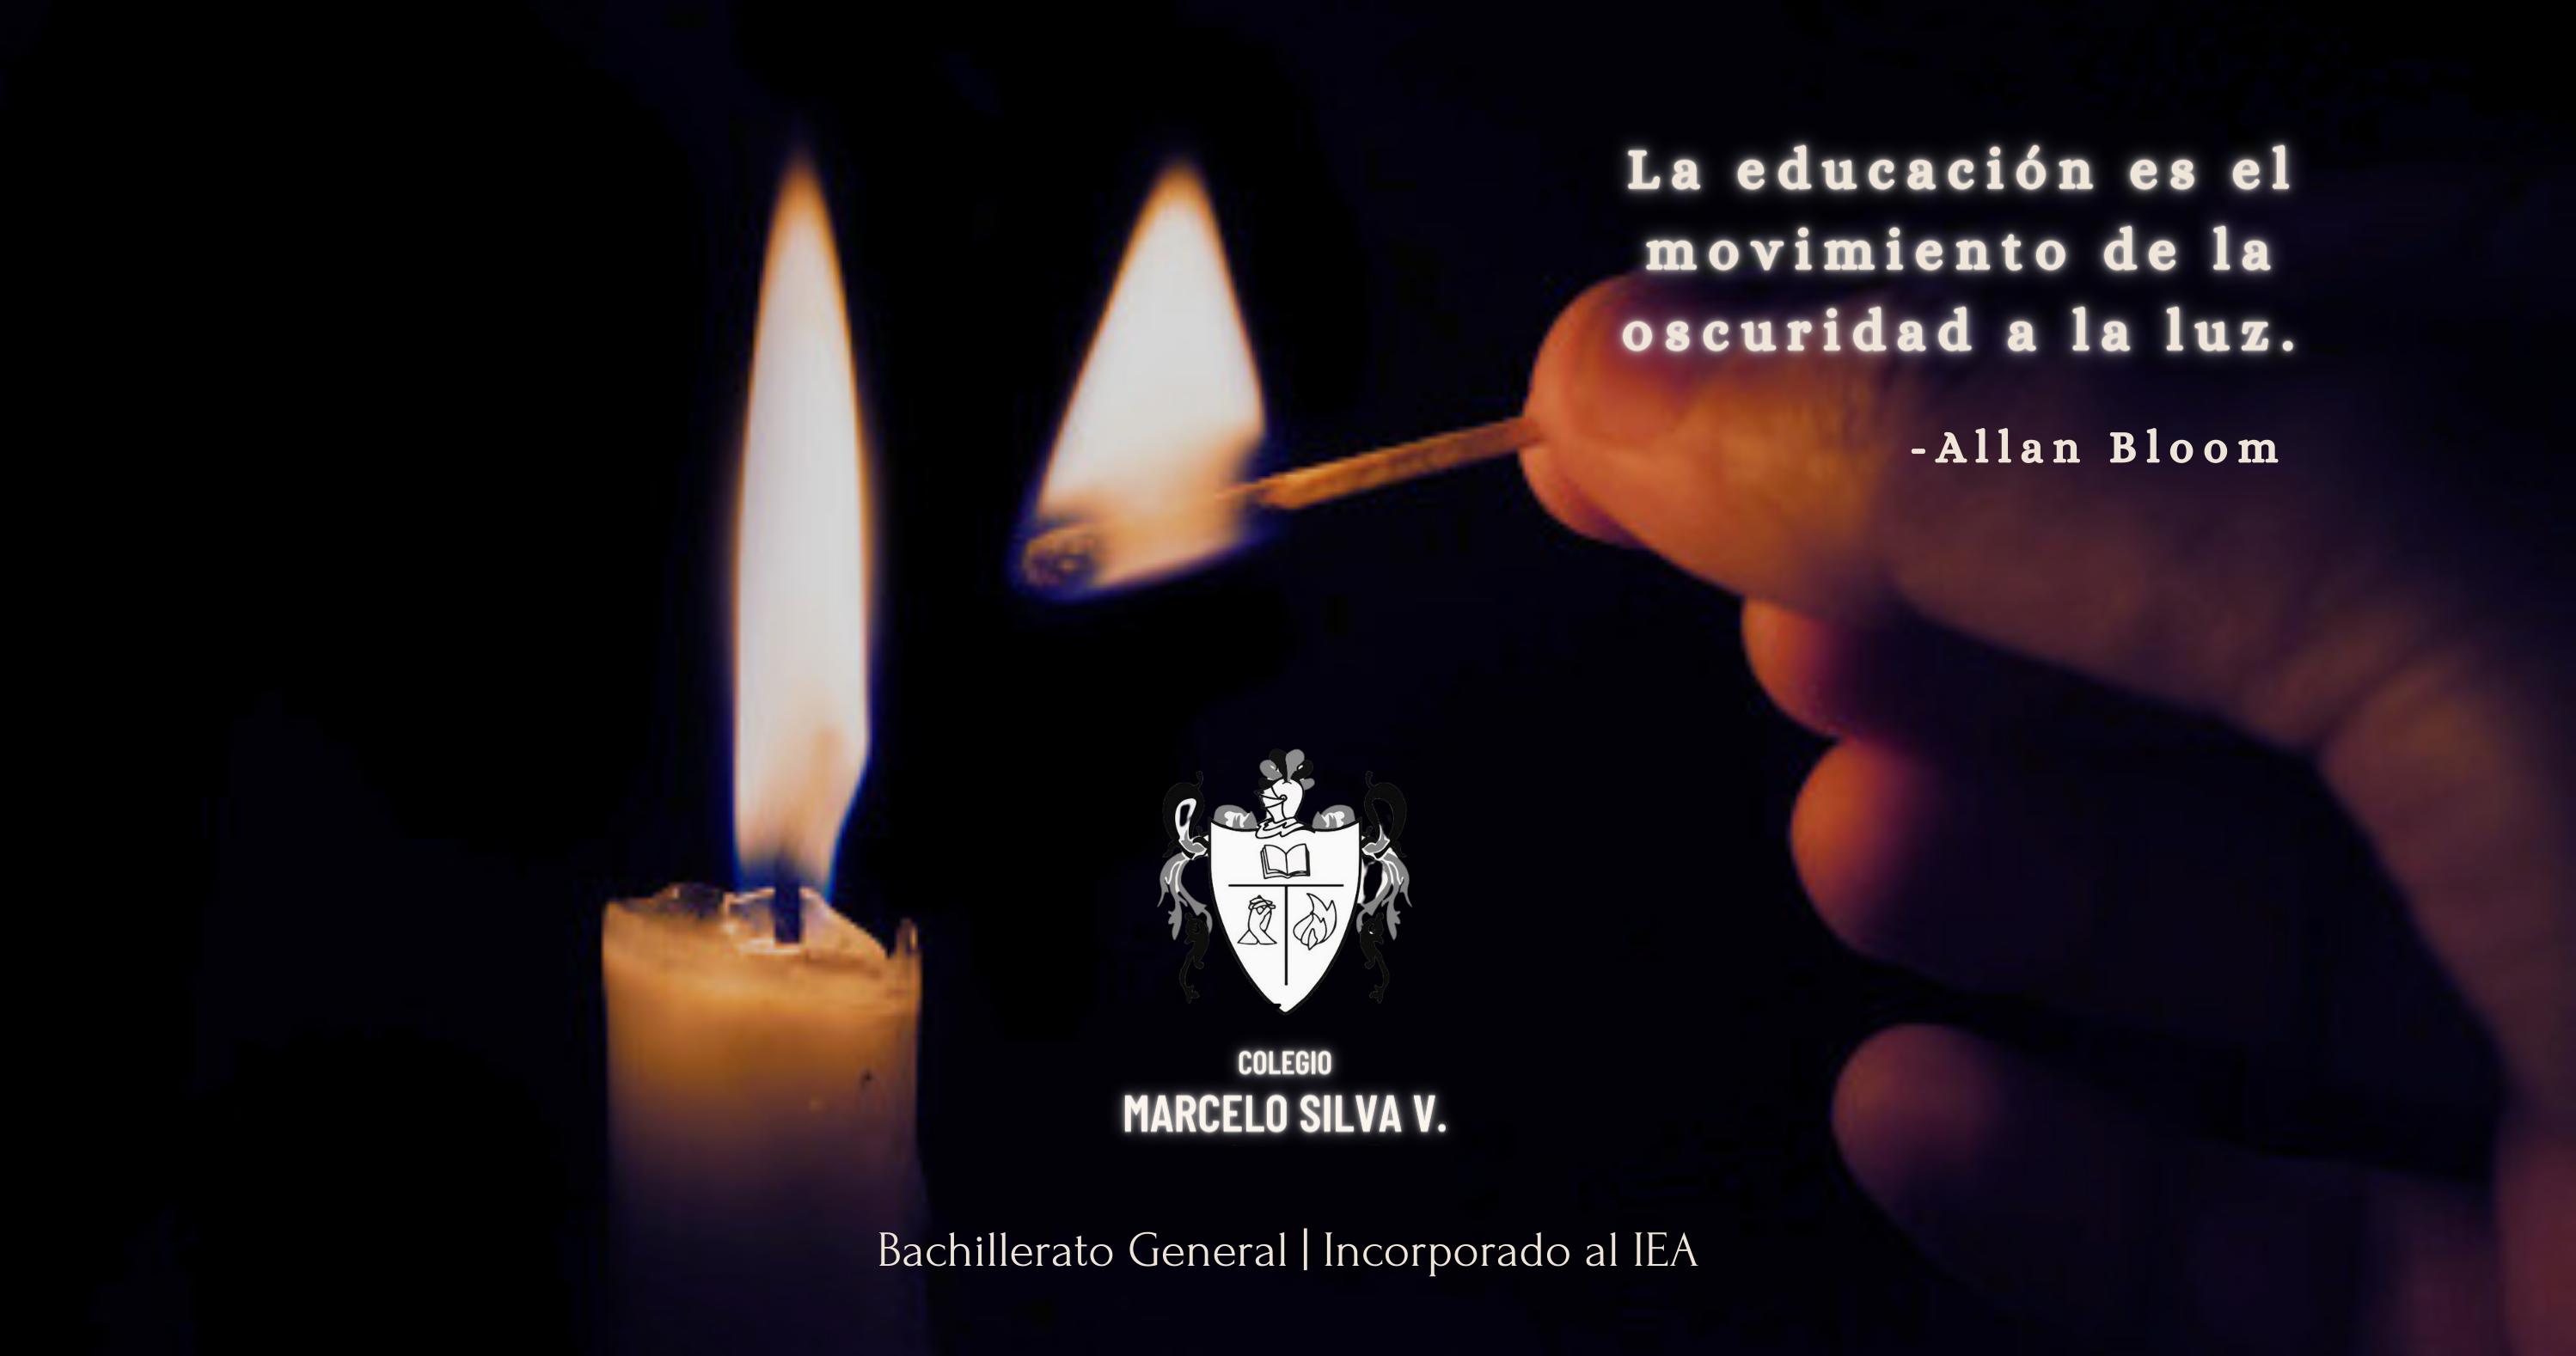 La educación es el
movimiento de la
oscuridad a la luz.
-Allan Bloom
COLEGIO
MARCELO SILVA V.
Bachillerato General | Incorporado al IEA